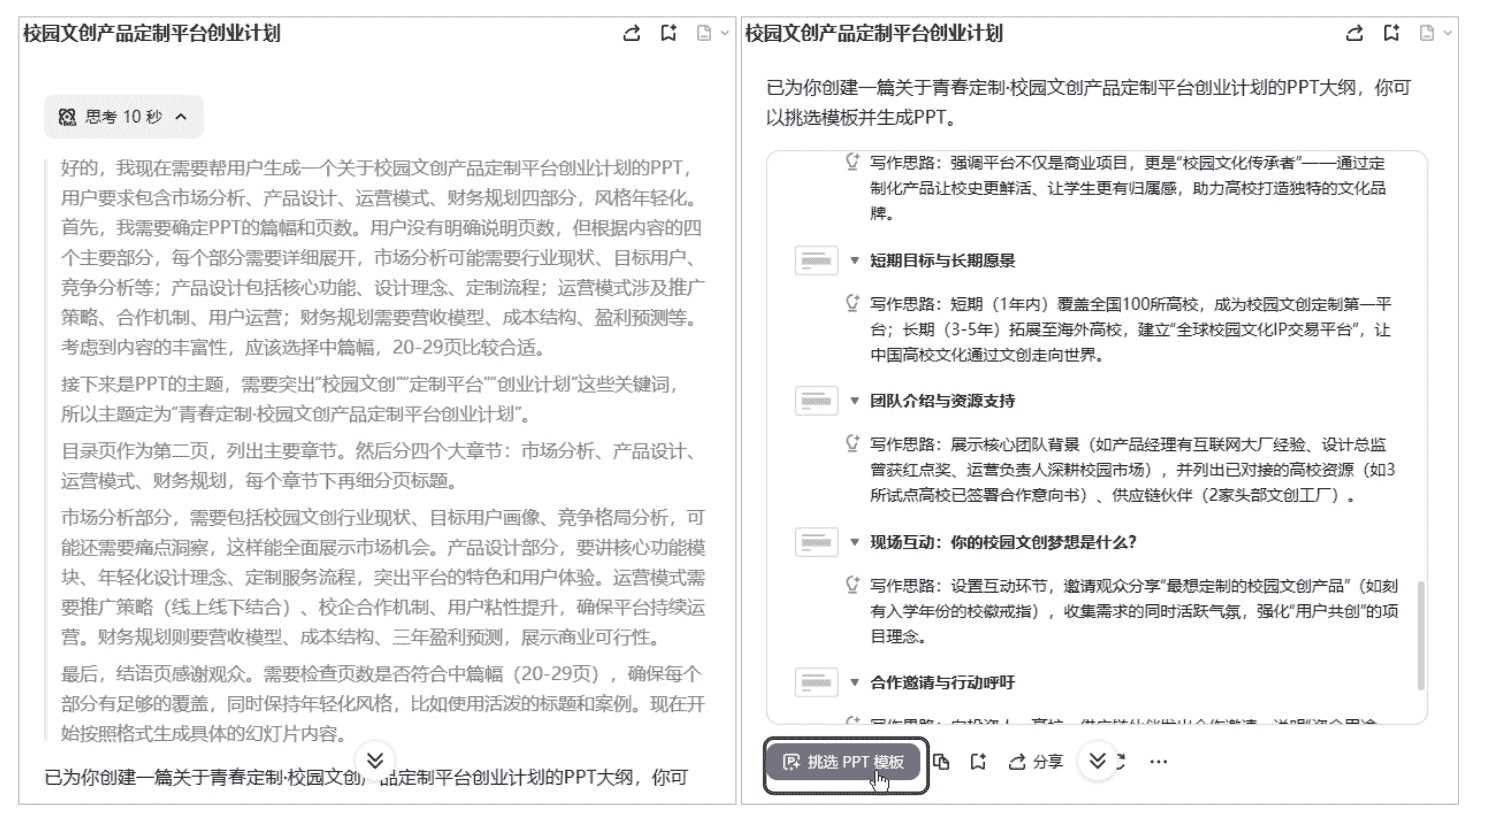 校园文创产品定制平台创业计划
思考 10 秒
好的，我现在需要帮用户生成一个关于校园文创产品定制平台创业计划的PPT，
用户要求包含市场分析、产品设计、运营模式、财务规划四部分，风格年轻化。
首先，我需要确定PPT的篇幅和页数。用户没有明确说明页数，但根据内容的四
个主要部分，每个部分需要详细展开，市场分析可能需要行业现状、目标用户、
竞争分析等；产品设计包括核心功能、设计理念、定制流程；运营模式涉及推广
策略、合作机制、用户运营；财务规划需要营收模型、成本结构、盈利预测等。
考虑到内容的丰富性，应该选择中篇幅，20-29页比较合适。
接下来是PPT的主题，需要突出“校园文创”“定制平台”“创业计划”这些关键词，
所以主题定为“青春定制·校园文创产品定制平台创业计划”。
目录页作为第二页，列出主要章节。然后分四个大章节：市场分析、产品设计、
运营模式、财务规划，每个章节下再细分页标题。
市场分析部分，需要包括校园文创行业现状、目标用户画像、竞争格局分析，可
能还需要痛点洞察，这样能全面展示市场机会。产品设计部分，要讲核心功能模
块、年轻化设计理念、定制服务流程，突出平台的特色和用户体验。运营模式需
要推广策略（线上线下结合）、校企合作机制、用户粘性提升，确保平台持续运
营。财务规划则要营收模型、成本结构、三年盈利预测，展示商业可行性。
最后，结语页感谢观众。需要检查页数是否符合中篇幅（20-29页），确保每个
部分有足够的覆盖，同时保持年轻化风格，比如使用活泼的标题和案例。现在开
始按照格式生成具体的幻灯片内容。
已为你创建一篇关于青春定制·校园文创 品定制平台创业计划的PPT大纲，你可
校园文创产品定制平台创业计划
已为你创建一篇关于青春定制·校园文创产品定制平台创业计划的PPT大纲，你可
以挑选模板并生成PPT。
写作思路：强调平台不仅是商业项目，更是“校园文化传承者”——通过定
制化产品让校史更鲜活、让学生更有归属感，助力高校打造独特的文化品
牌。
短期目标与长期愿景
写作思路：短期（1年内）覆盖全国100所高校，成为校园文创定制第一平
台；长期（3-5年）拓展至海外高校，建立“全球校园文化IP交易平台”，让
中国高校文化通过文创走向世界。
团队介绍与资源支持
写作思路：展示核心团队背景（如产品经理有互联网大厂经验、设计总监
曾获红点奖、运营负责人深耕校园市场），并列出已对接的高校资源（如3
所试点高校已签署合作意向书）、供应链伙伴（2家头部文创工厂）。
现场互动：你的校园文创梦想是什么？
写作思路：设置互动环节，邀请观众分享“最想定制的校园文创产品”（如刻
有入学年份的校徽戒指），收集需求的同时活跃气氛，强化“用户共创”的项
目理念。
合作邀请与行动呼吁
挑选 PPT 模板
分享